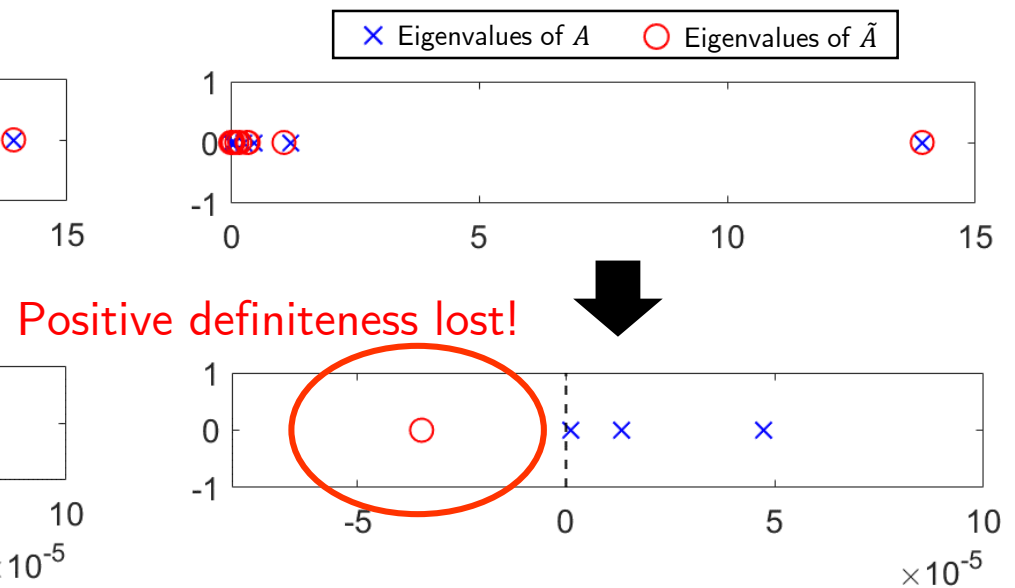 Eigenvalues of A Eigenvalues of Ã
1
0
-1
15 0 5 10 15
Positive definiteness lost!
1
0
-1
10 -5 0 5 10
10⁻⁵ ×10⁻⁵